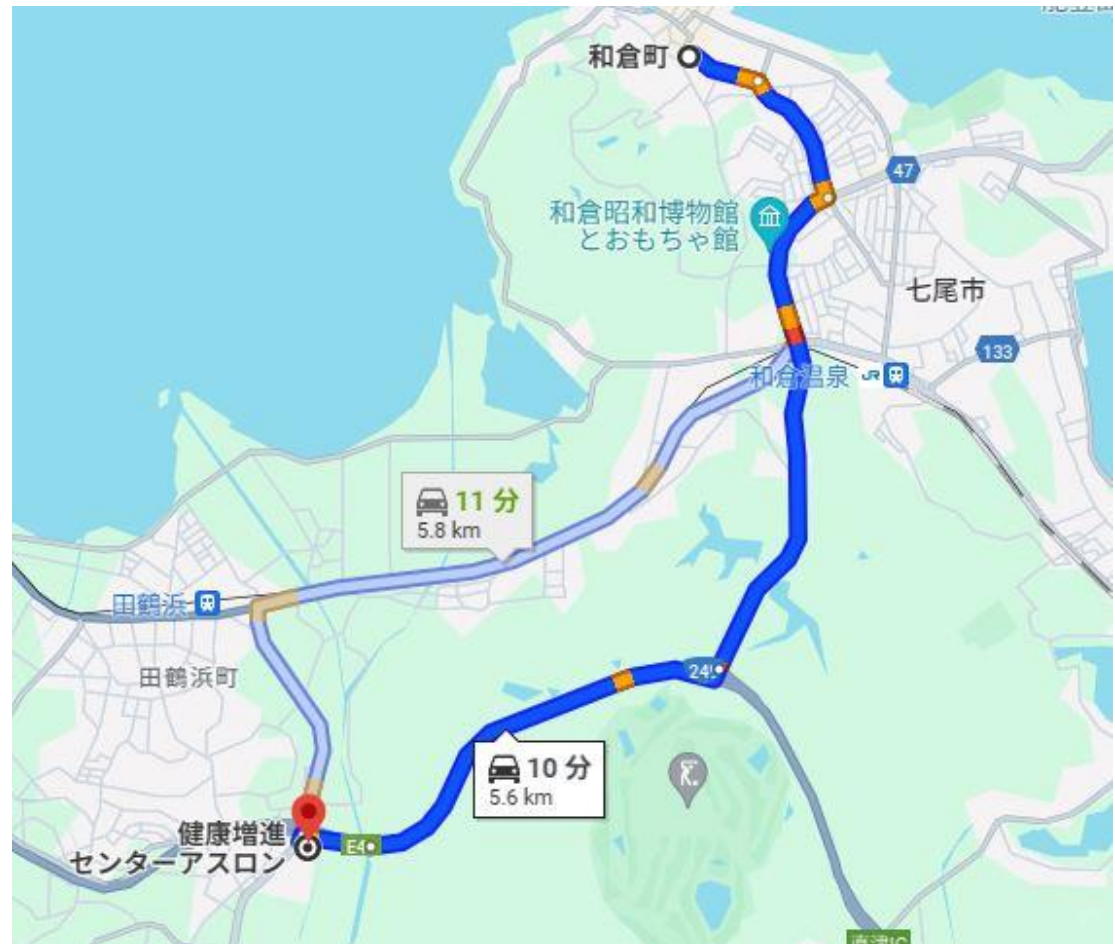 和倉町
47
和倉昭和博物館
とおもちゃ館
七尾市
133
和倉温泉 JR
11 分
5.8 km
田鶴浜
田鶴浜町
10 分
5.6 km
健康増進
センターアスロン